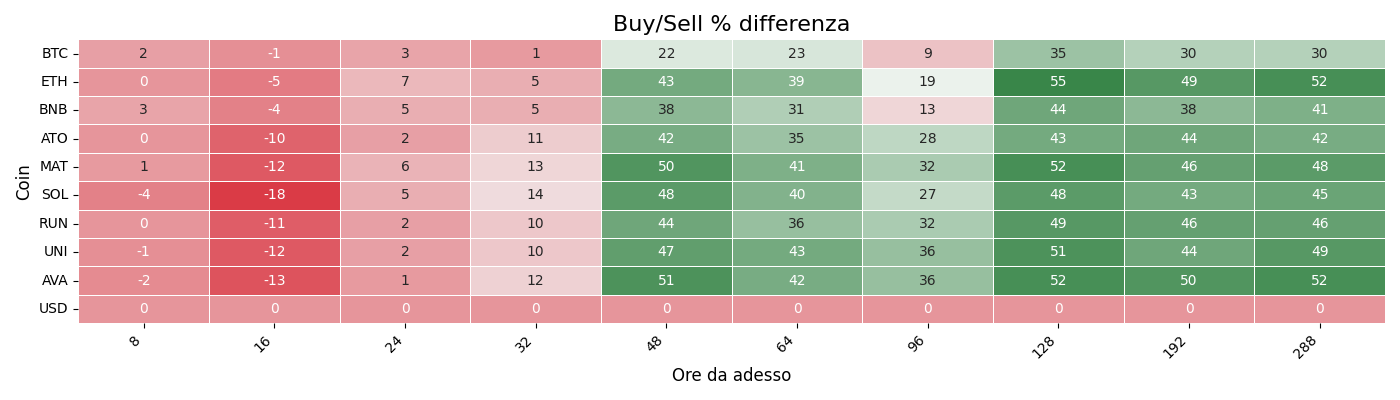 Buy/Sell % differenza
BTC 2 -1 3 1 22 23 9 35 30 30
ETH 0 -5 7 5 43 39 19 55 49 52
BNB 3 -4 5 5 38 31 13 44 38 41
ATO 0 -10 2 11 42 35 28 43 44 42
MAT 1 -12 6 13 50 41 32 52 46 48
Coin
SOL -4 -18 5 14 48 40 27 48 43 45
RUN 0 -11 2 10 44 36 32 49 46 46
UNI -1 -12 2 10 47 43 36 51 44 49
AVA -2 -13 1 12 51 42 36 52 50 52
USD 0 0 0 0 0 0 0 0 0 0
8 16 24 32 48 64 96 128 192 288
Ore da adesso